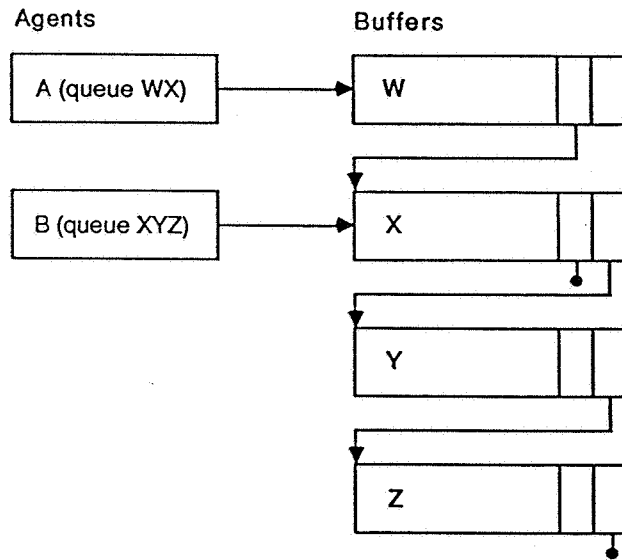 Agents
Buffers
A (queue WX)
W
B (queue XYZ)
X
Y
Z